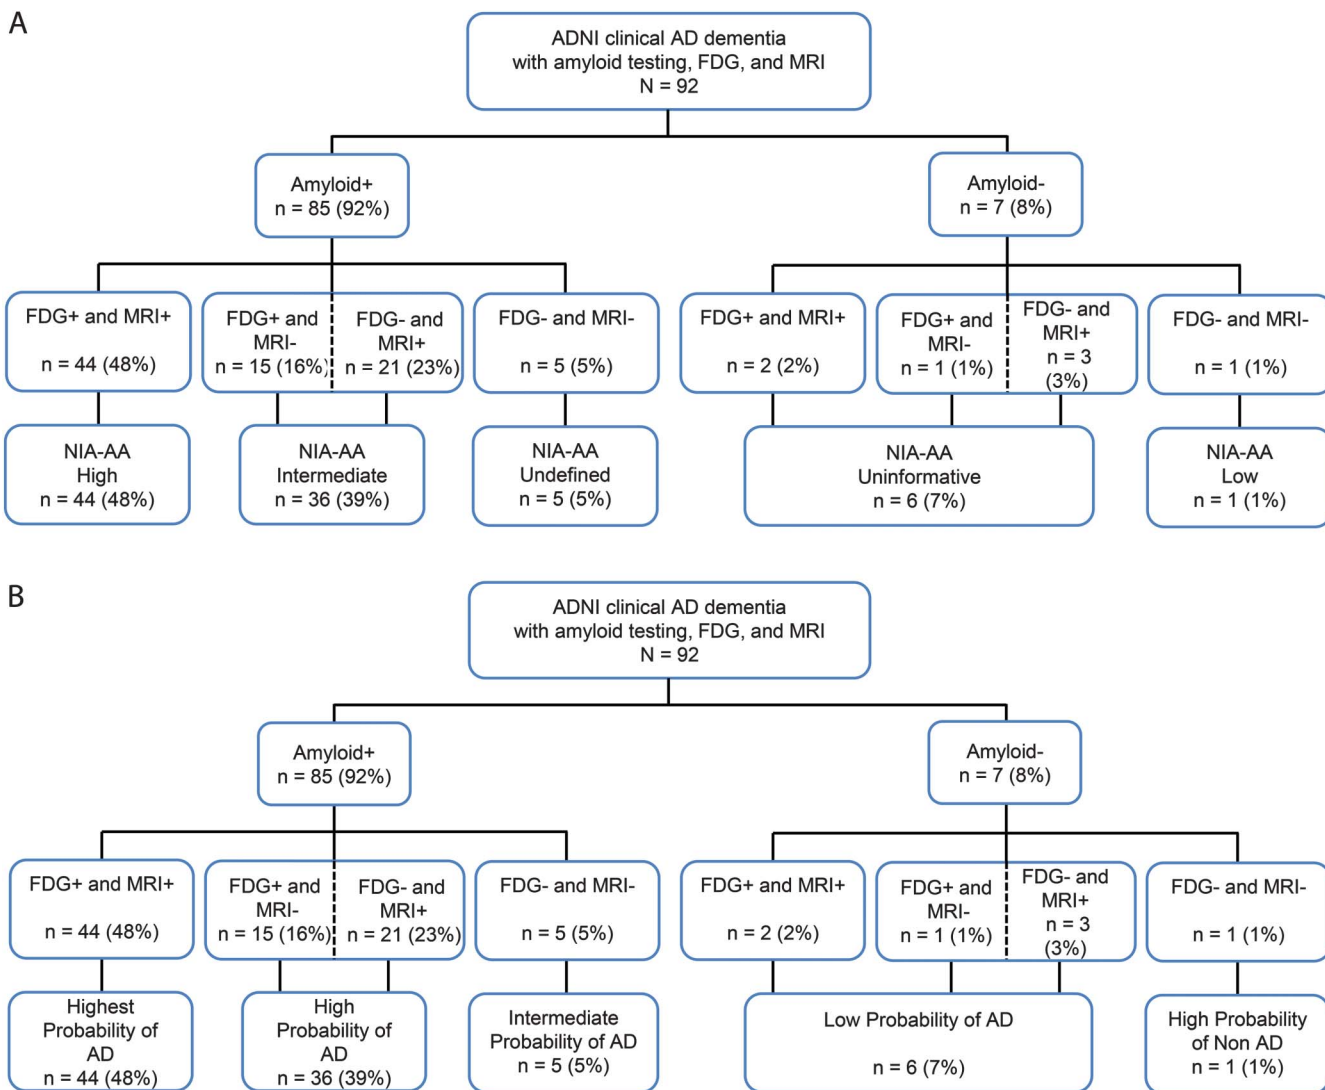 A
ADNI clinical AD dementia
with amyloid testing, FDG, and MRI
N = 92
Amyloid+
n = 85 (92%)
Amyloid-
n = 7 (8%)
FDG+ and MRI+
n = 44 (48%)
FDG+ and
MRI-
n = 15 (16%)
FDG- and
MRI+
n = 21 (23%)
FDG- and MRI-
n = 5 (5%)
FDG+ and MRI+
n = 2 (2%)
FDG+ and
MRI-
n = 1 (1%)
FDG- and
MRI+
n = 3
(3%)
FDG- and MRI-
n = 1 (1%)
NIA-AA
High
n = 44 (48%)
NIA-AA
Intermediate
n = 36 (39%)
NIA-AA
Undefined
n = 5 (5%)
NIA-AA
Uninformative
n = 6 (7%)
NIA-AA
Low
n = 1 (1%)
B
ADNI clinical AD dementia
with amyloid testing, FDG, and MRI
N = 92
Amyloid+
n = 85 (92%)
Amyloid-
n = 7 (8%)
FDG+ and MRI+
n = 44 (48%)
FDG+ and
MRI-
n = 15 (16%)
FDG- and
MRI+
n = 21 (23%)
FDG- and MRI-
n = 5 (5%)
FDG+ and MRI+
n = 2 (2%)
FDG+ and
MRI-
n = 1 (1%)
FDG- and
MRI+
n = 3
(3%)
FDG- and MRI-
n = 1 (1%)
Highest
Probability of
AD
n = 44 (48%)
High
Probability of
AD
n = 36 (39%)
Intermediate
Probability of AD
n = 5 (5%)
Low Probability of AD
n = 6 (7%)
High Probability
of Non AD
n = 1 (1%)